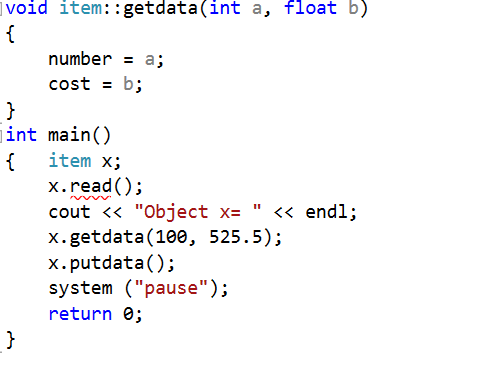 void item::getdata(int a, float b)
{
    number = a;
    cost = b;
}
int main()
{   item x;
    x.read();
    cout << "Object x= " << endl;
    x.getdata(100, 525.5);
    x.putdata();
    system ("pause");
    return 0;
}